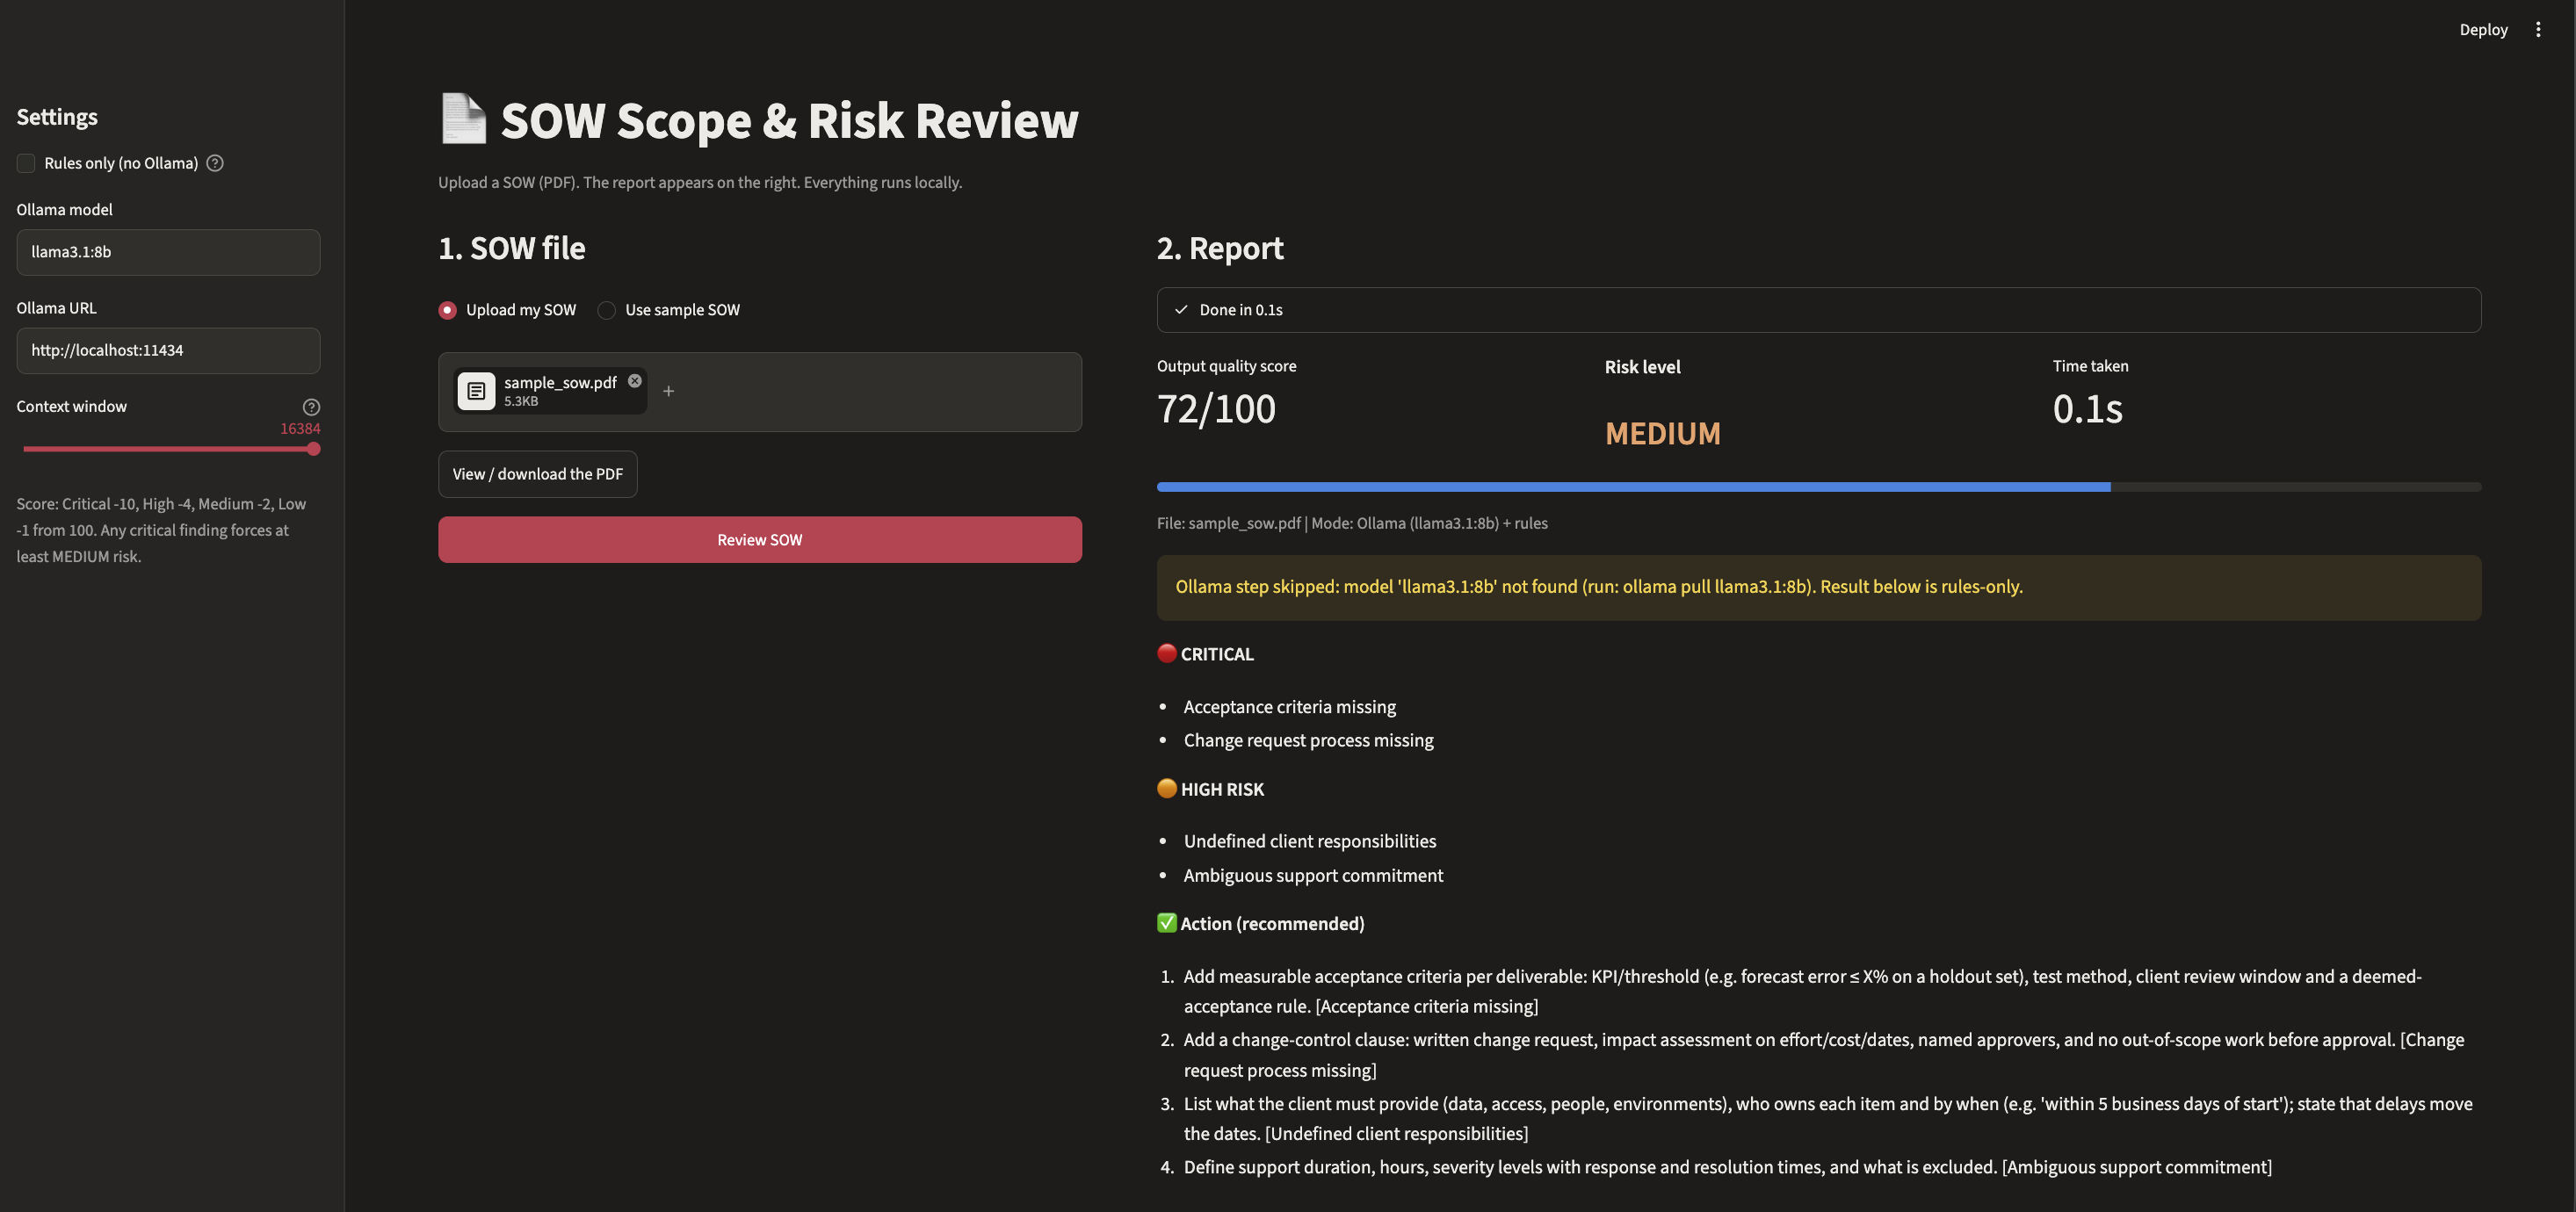 Deploy
Settings
Rules only (no Ollama)
Ollama model
llama3.1:8b
Ollama URL
http://localhost:11434
Context window
16384
Score: Critical -10, High -4, Medium -2, Low
-1 from 100. Any critical finding forces at
least MEDIUM risk.
SOW Scope & Risk Review
Upload a SOW (PDF). The report appears on the right. Everything runs locally.
1. SOW file
Upload my SOW
Use sample SOW
sample_sow.pdf
5.3KB
View / download the PDF
Review SOW
2. Report
Done in 0.1s
Output quality score
72/100
Risk level
MEDIUM
Time taken
0.1s
File: sample_sow.pdf | Mode: Ollama (llama3.1:8b) + rules
Ollama step skipped: model 'llama3.1:8b' not found (run: ollama pull llama3.1:8b). Result below is rules-only.
CRITICAL
• Acceptance criteria missing
• Change request process missing
HIGH RISK
• Undefined client responsibilities
• Ambiguous support commitment
Action (recommended)
1. Add measurable acceptance criteria per deliverable: KPI/threshold (e.g. forecast error ≤ X% on a holdout set), test method, client review window and a deemed-
acceptance rule. [Acceptance criteria missing]
2. Add a change-control clause: written change request, impact assessment on effort/cost/dates, named approvers, and no out-of-scope work before approval. [Change
request process missing]
3. List what the client must provide (data, access, people, environments), who owns each item and by when (e.g. 'within 5 business days of start'); state that delays move
the dates. [Undefined client responsibilities]
4. Define support duration, hours, severity levels with response and resolution times, and what is excluded. [Ambiguous support commitment]